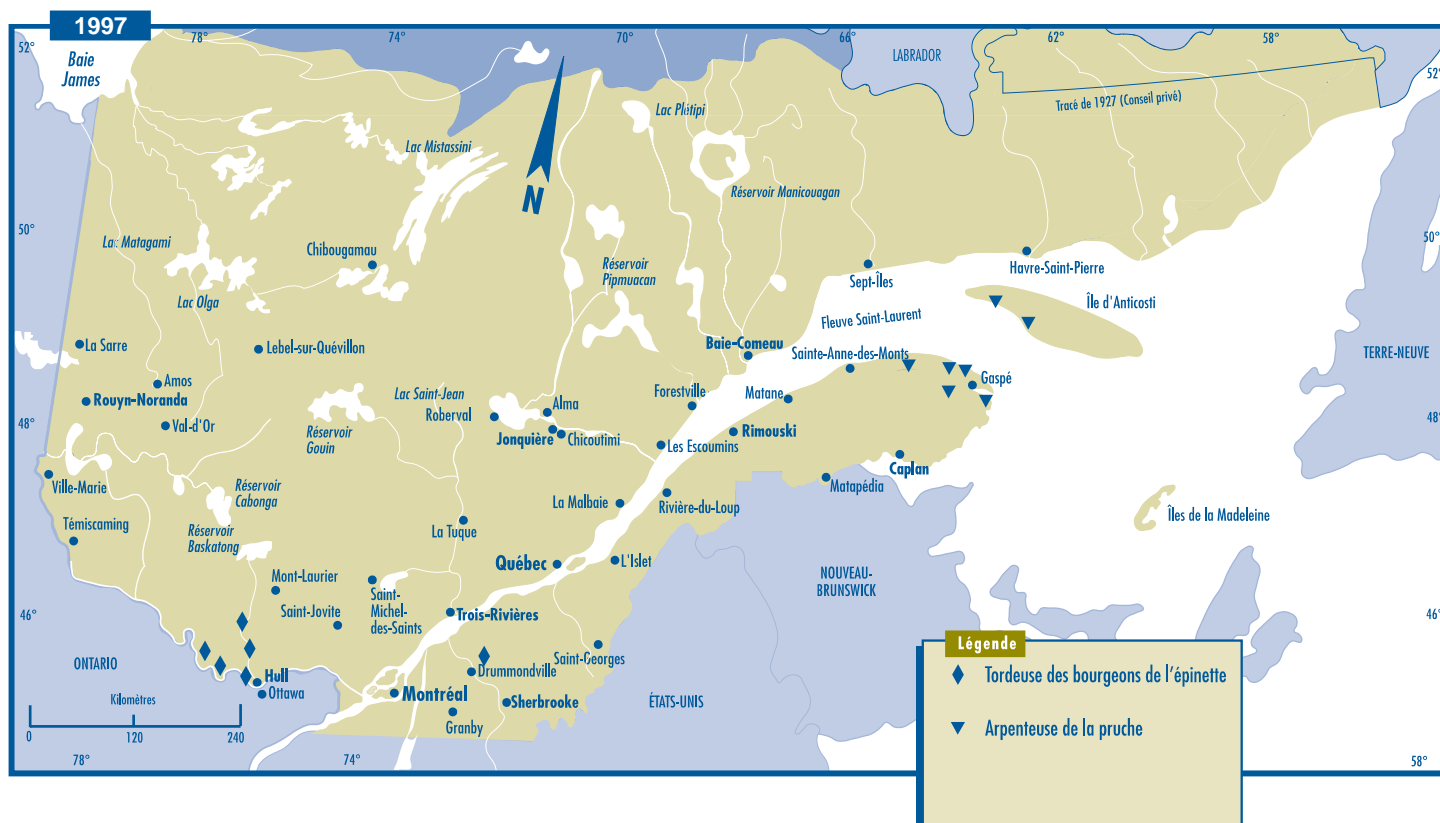 1997
78°
74°
70°
66°
62°
58°
52°
Baie
James
LABRADOR
52°
Tracé de 1927 (Conseil privé)
Lac Plétipi
Lac Mistassini
Réservoir Manicouagan
N
50°
Lac Matagami
Chibougamau
50°
Réservoir
Pipmuacan
Sept-Îles
Havre-Saint-Pierre
Lac Olga
Île d'Anticosti
Fleuve Saint-Laurent
La Sarre
Lebel-sur-Quévillon
Baie-Comeau
Sainte-Anne-des-Monts
TERRE-NEUVE
Amos
Rouyn-Noranda
Lac Saint-Jean
Roberval
Alma
Forestville
Matane
Gaspé
48°
Val-d'Or
Réservoir
Gouin
Jonquière
Chicoutimi
Les Escoumins
Rimouski
48°
Caplan
Ville-Marie
Réservoir
Cabonga
La Malbaie
Rivière-du-Loup
Matapédia
Îles de la Madeleine
Témiscaming
Réservoir
Baskatong
La Tuque
Québec
L'Islet
Mont-Laurier
Saint-Jovite
Saint-
Michel-
des-Saints
NOUVEAU-
BRUNSWICK
46°
Trois-Rivières
46°
ONTARIO
Hull
Ottawa
Drummondville
Saint-Georges
Kilomètres
Montréal
Sherbrooke
ÉTATS-UNIS
Granby
0
120
240
78°
74°
58°
Légende
Tordeuse des bourgeons de l'épinette
Arpenteuse de la pruche